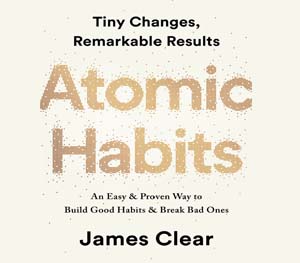 Tiny Changes,
Remarkable Results
Atomic
Habits
An Easy & Proven Way to
Build Good Habits & Break Bad Ones
James Clear